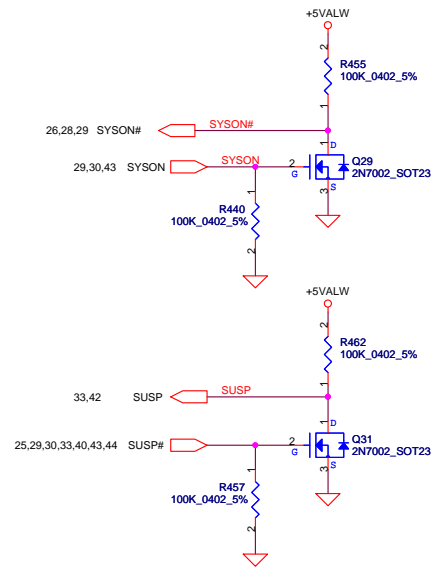 +5VALW
2
R455
100K_0402_5%
1
26,28,29 SYSON# SYSON#
1 D
Q29
2N7002_SOT23
29,30,43 SYSON SYSON 2
G
3 S
1
R440
100K_0402_5%
2
+5VALW
2
R462
100K_0402_5%
1
33,42 SUSP SUSP
1 D
Q31
2N7002_SOT23
25,29,30,33,40,43,44 SUSP# 2
G
3 S
1
R457
100K_0402_5%
2